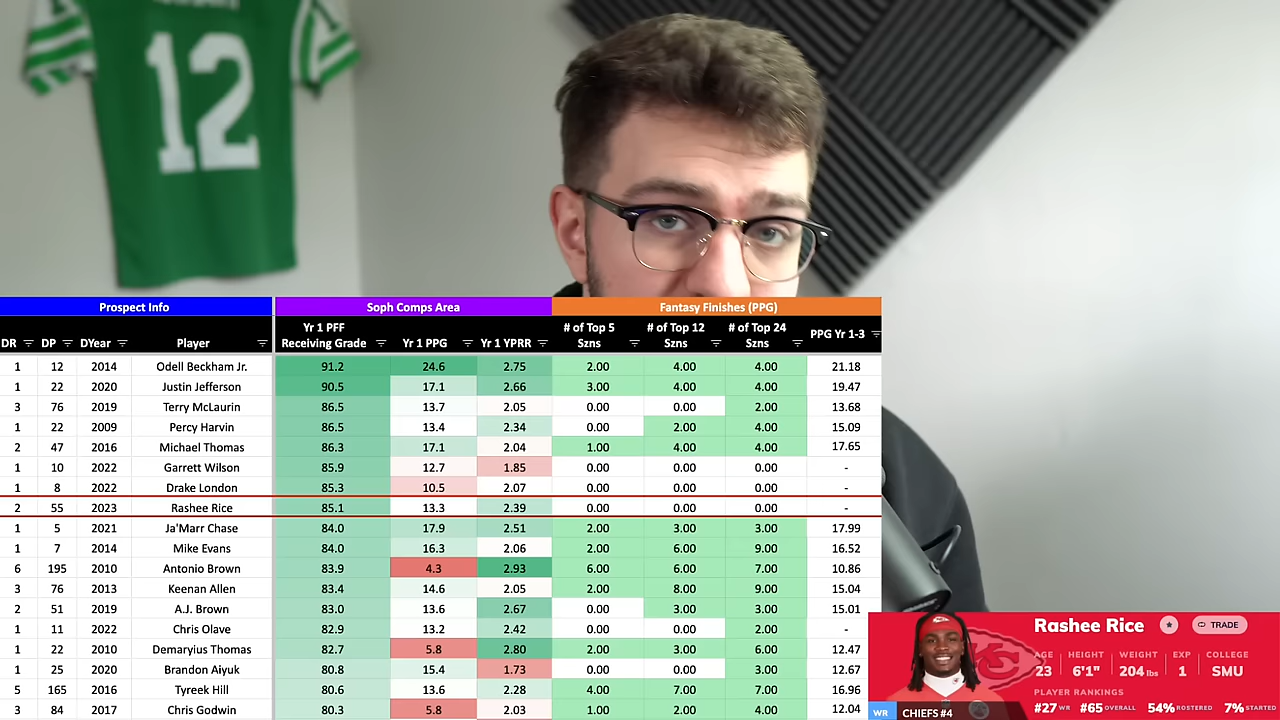 12
Prospect Info Soph Comps Area Fantasy Finishes (PPG)
DR DP DYear Player Yr 1 PFF Receiving Grade Yr 1 PPG Yr 1 YPRR # of Top 5 Szns # of Top 12 Szns # of Top 24 Szns PPG Yr 1-3
1 12 2014 Odell Beckham Jr. 91.2 24.6 2.75 2.00 4.00 4.00 21.18
1 22 2020 Justin Jefferson 90.5 17.1 2.66 3.00 4.00 4.00 19.47
3 76 2019 Terry McLaurin 86.5 13.7 2.05 0.00 0.00 2.00 13.68
1 22 2009 Percy Harvin 86.5 13.4 2.34 0.00 2.00 4.00 15.09
2 47 2016 Michael Thomas 86.3 17.1 2.04 1.00 4.00 4.00 17.65
1 10 2022 Garrett Wilson 85.9 12.7 1.85 0.00 0.00 0.00 -
1 8 2022 Drake London 85.3 10.5 2.07 0.00 0.00 0.00 -
2 55 2023 Rashee Rice 85.1 13.3 2.39 0.00 0.00 0.00 -
1 5 2021 Ja'Marr Chase 84.0 17.9 2.51 2.00 3.00 3.00 17.99
1 7 2014 Mike Evans 84.0 16.3 2.06 2.00 6.00 9.00 16.52
6 195 2010 Antonio Brown 83.9 4.3 2.93 6.00 6.00 7.00 10.86
3 76 2013 Keenan Allen 83.4 14.6 2.05 2.00 8.00 9.00 15.04
2 51 2019 A.J. Brown 83.0 13.6 2.67 0.00 3.00 3.00 15.01
1 11 2022 Chris Olave 82.9 13.2 2.42 0.00 0.00 2.00 -
1 22 2010 Demaryius Thomas 82.7 5.8 2.80 2.00 3.00 6.00 12.47
1 25 2020 Brandon Aiyuk 80.8 15.4 1.73 0.00 0.00 3.00 12.67
5 165 2016 Tyreek Hill 80.6 13.6 2.28 4.00 7.00 7.00 16.96
3 84 2017 Chris Godwin 80.3 5.8 2.03 1.00 2.00 4.00 12.04
Rashee Rice TRADE
AGE HEIGHT WEIGHT EXP COLLEGE
23 6'1" 204 lbs 1 SMU
PLAYER RANKINGS
#27 WR #65 OVERALL 54% ROSTERED 7% STARTED
WR CHIEFS #4